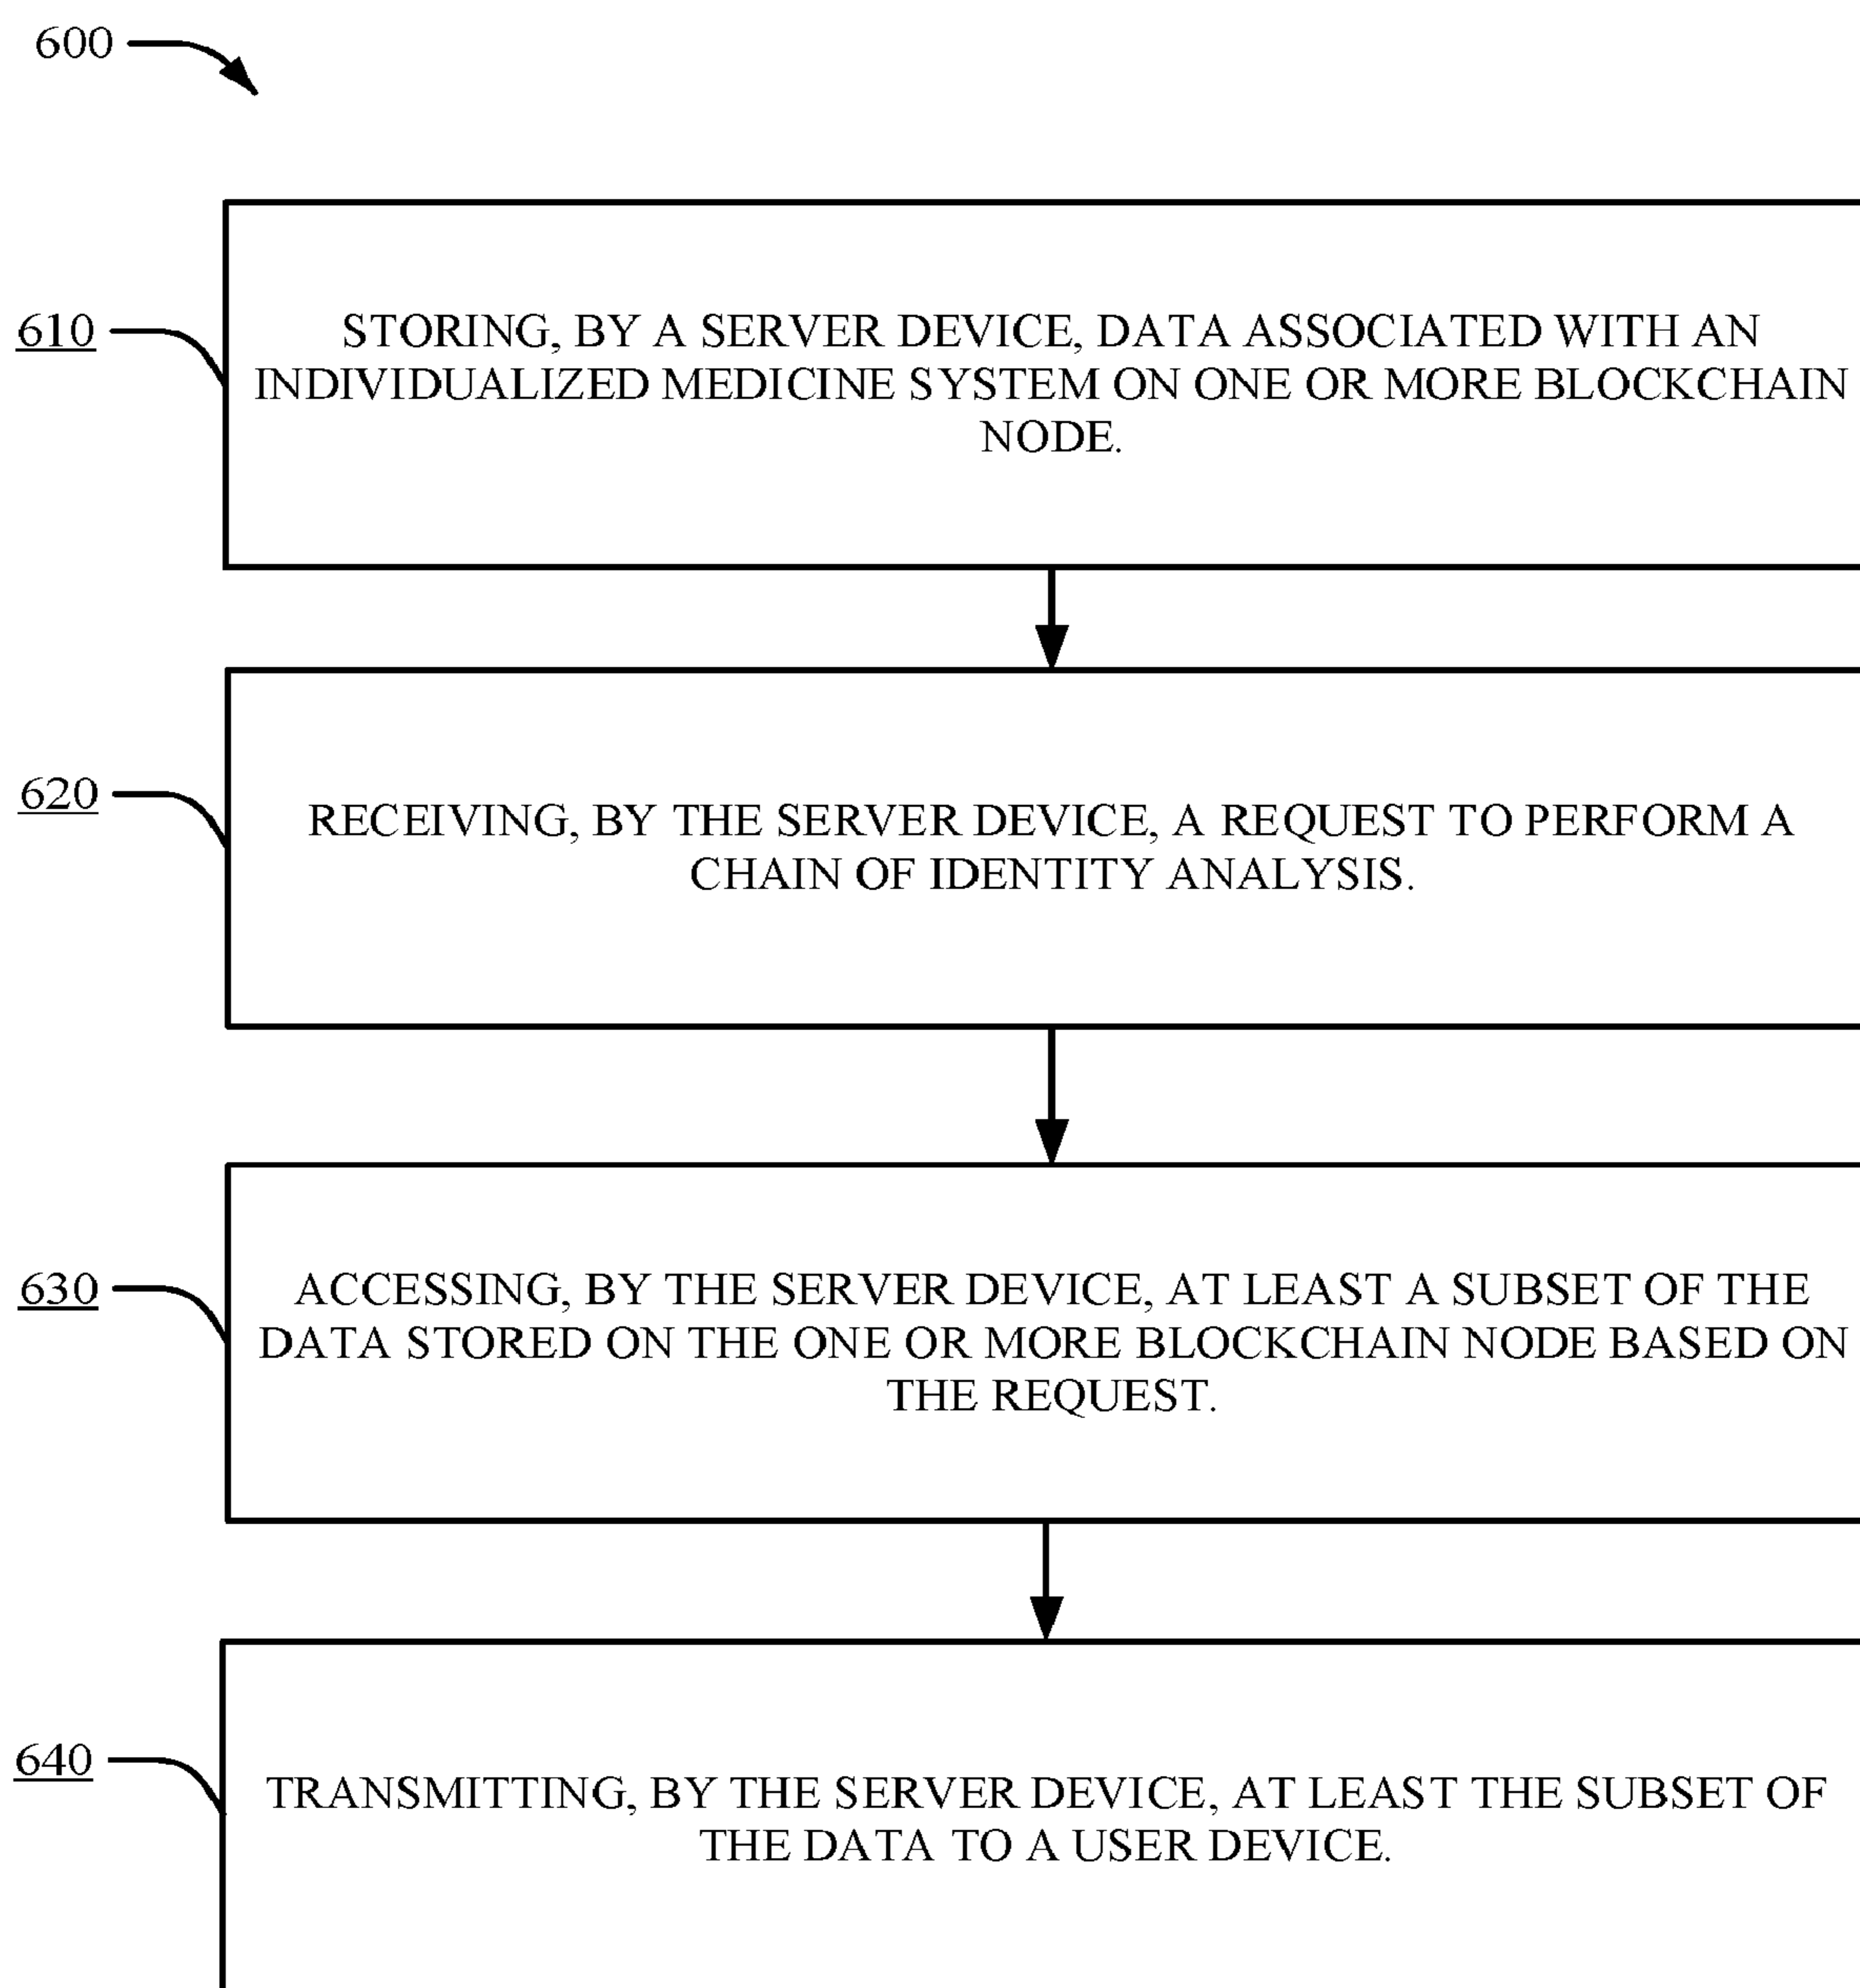 600
610
STORING, BY A SERVER DEVICE, DATA ASSOCIATED WITH AN
INDIVIDUALIZED MEDICINE SYSTEM ON ONE OR MORE BLOCKCHAIN
NODE.
620
RECEIVING, BY THE SERVER DEVICE, A REQUEST TO PERFORM A
CHAIN OF IDENTITY ANALYSIS.
630
ACCESSING, BY THE SERVER DEVICE, AT LEAST A SUBSET OF THE
DATA STORED ON THE ONE OR MORE BLOCKCHAIN NODE BASED ON
THE REQUEST.
640
TRANSMITTING, BY THE SERVER DEVICE, AT LEAST THE SUBSET OF
THE DATA TO A USER DEVICE.